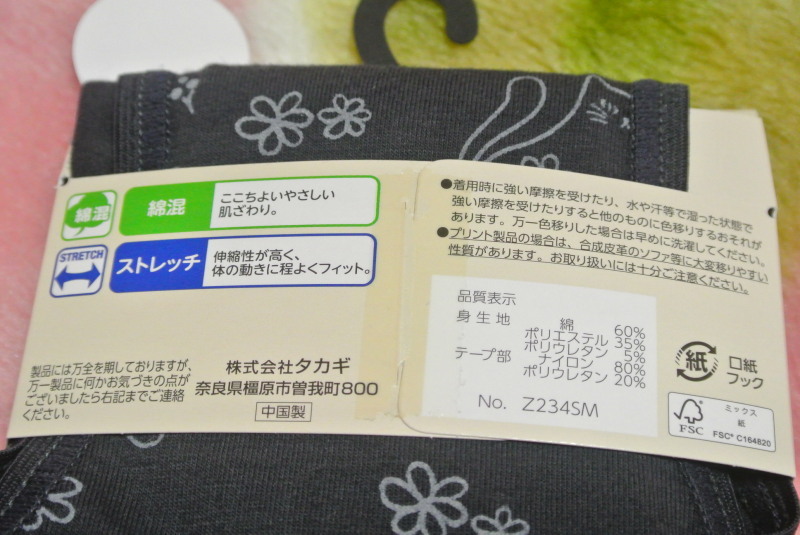 綿混
綿混
ここちよいやさしい
肌ざわり。
STRETCH
ストレッチ
伸縮性が高く、
体の動きに程よくフィット。
製品には万全を期しておりますが、
万一製品に何かお気づきの点が
ございましたら右記までご連絡
ください。
株式会社タカギ
奈良県橿原市曽我町800
中国製
●着用時に強い摩擦を受けたり、水や汗等で湿った状態で
強い摩擦を受けたりすると他のものに色移りするおそれが
あります。万一色移りした場合は早めに洗濯してください。
●プリント製品の場合は、合成皮革のソファ等に大変移りやすい
性質があります。お取り扱いには十分ご注意ください。
品質表示
身生地 綿 60%
ポリエステル 35%
ポリウレタン 5%
テープ部 ナイロン 80%
ポリウレタン 20%
No. Z234SM
紙
口紙
フック
FSC
ミックス
紙
FSC® C164820